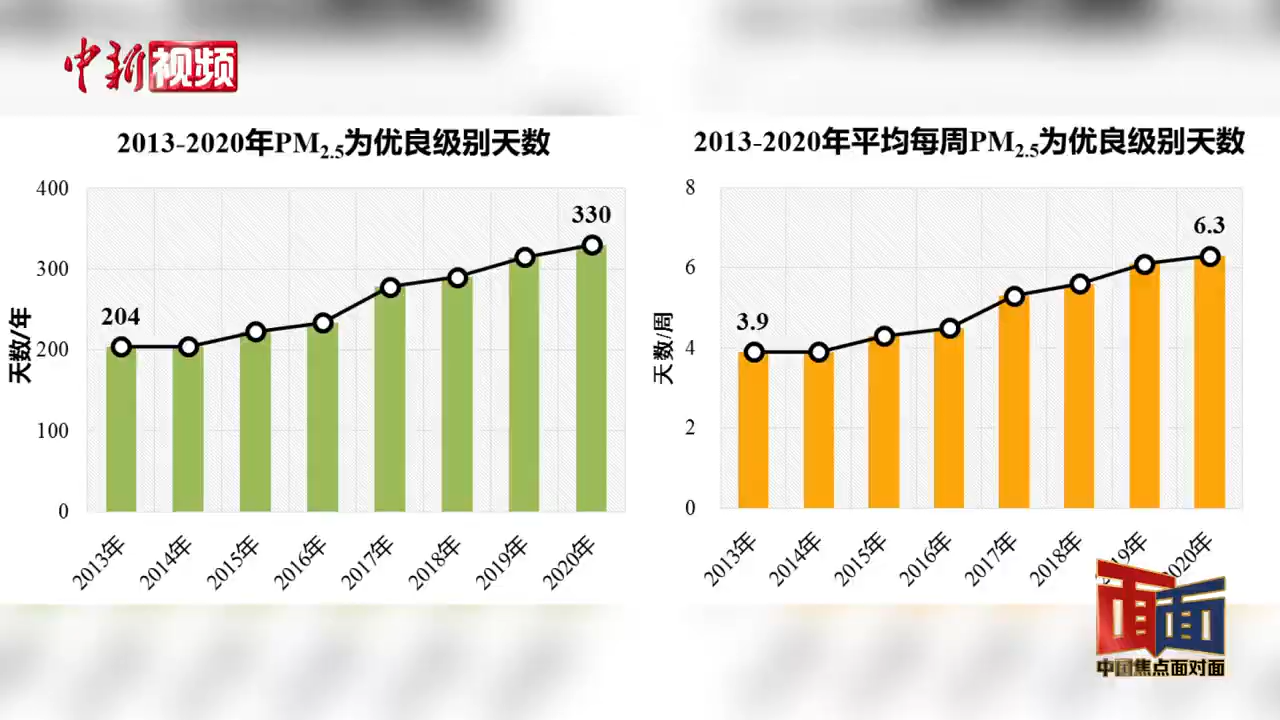 中新视频
2013-2020年PM2.5为优良级别天数
400
300
200
100
0
天数/年
204
330
2013年
2014年
2015年
2016年
2017年
2018年
2019年
2020年
2013-2020年平均每周PM2.5为优良级别天数
8
6
4
2
0
天数/周
3.9
6.3
2013年
2014年
2015年
2016年
2017年
2018年
19年
020年
面面
中国焦点面对面